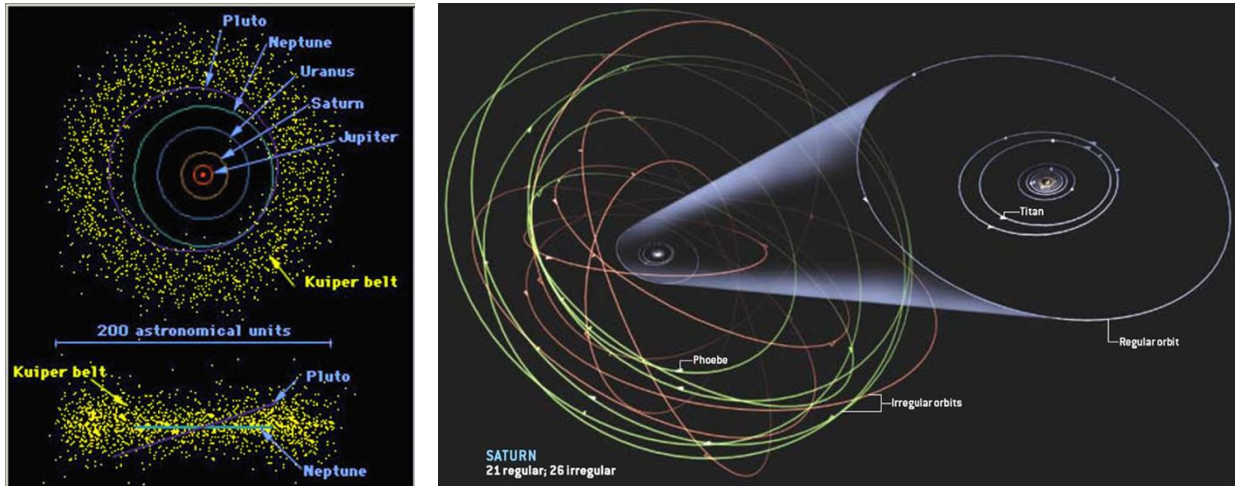 Pluto
Neptune
Uranus
Saturn
Jupiter
Kuiper belt
200 astronomical units
Kuiper belt
Pluto
Neptune
Titan
Regular orbit
Phoebe
Irregular orbits
SATURN
21 regular; 26 irregular